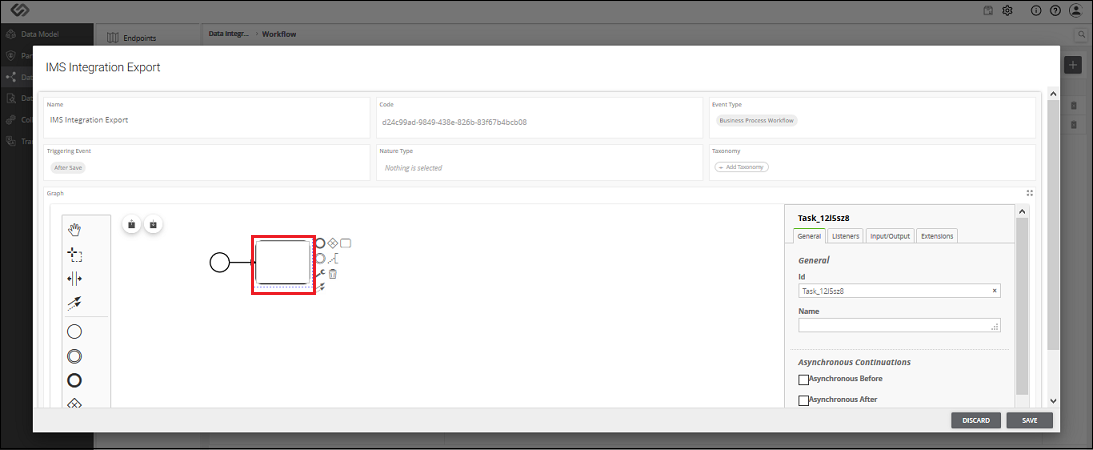 Data Model
Endpoints
Data Integr... › Workflow
IMS Integration Export
Name
IMS Integration Export
Code
d24c99ad-9849-438e-826b-83f67b4bcb08
Event Type
Business Process Workflow
Triggering Event
After Save
Nature Type
Nothing is selected
Taxonomy
+ Add Taxonomy
Graph
Task_12l5sz8
General
Listeners
Input/Output
Extensions
General
Id
Task_12l5sz8
×
Name
Asynchronous Continuations
Asynchronous Before
Asynchronous After
DISCARD
SAVE